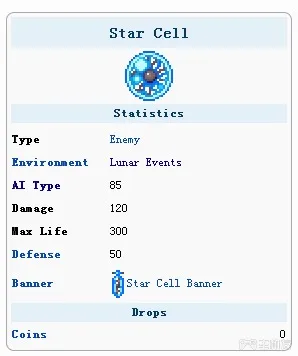 Star Cell
Statistics
Type Enemy
Environment Lunar Events
AI Type 85
Damage 120
Max Life 300
Defense 50
Banner Star Cell Banner
Drops
Coins 0